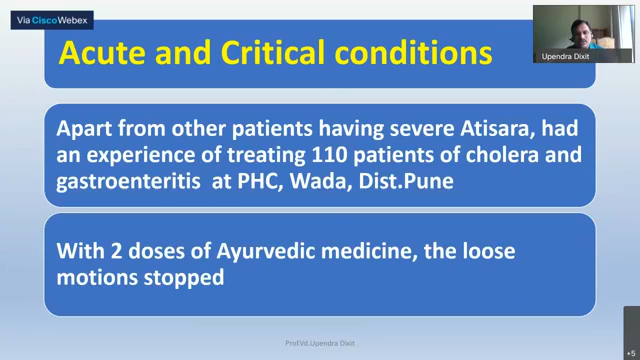 Via CiscoWebex
Acute and Critical conditions
Upendra Dixit
Apart from other patients having severe Atisara, had
an experience of treating 110 patients of cholera and
gastroenteritis at PHC, Wada, Dist.Pune
With 2 doses of Ayurvedic medicine, the loose
motions stopped
Prof.Vd.Upendra Dixit
+5